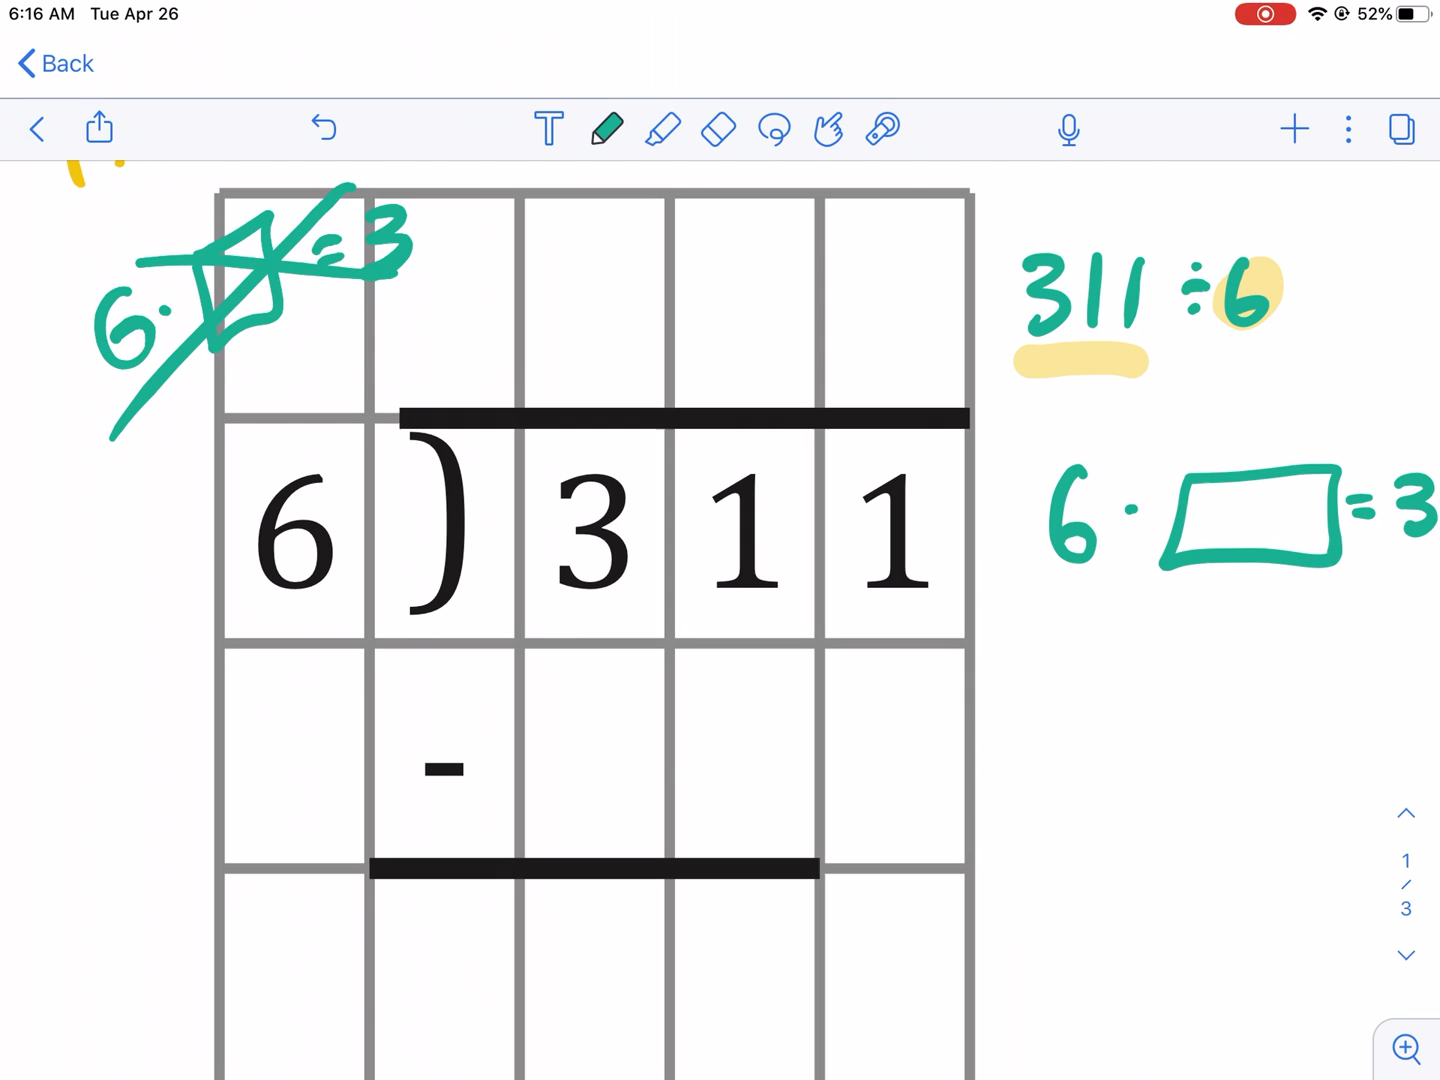 6:16 AM Tue Apr 26
52%
Back
6 · □ = 3
311 ÷ 6
6 ) 3 1 1
6 · □ = 3
-
1
/
3